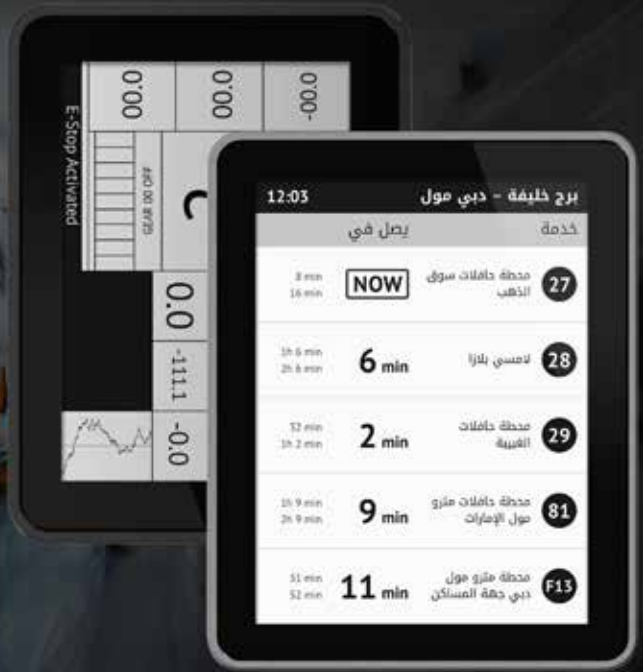 0.00
0.00
0.00-
GEAR 00 OFF
E-Stop Activated
0.0
-111.1
-0.0
برج خليفة – دبي مول 12:03
خدمة يصل في
27 محطة حافلات سوق الذهب NOW 8 min 16 min
28 لامسي بلازا 6 min 1h 6 min 2h 6 min
29 محطة حافلات الغبيبة 2 min 32 min 1h 2 min
81 محطة حافلات مترو مول الإمارات 9 min 1h 9 min 2h 9 min
F13 محطة مترو مول دبي جهة المساكن 11 min 31 min 52 min